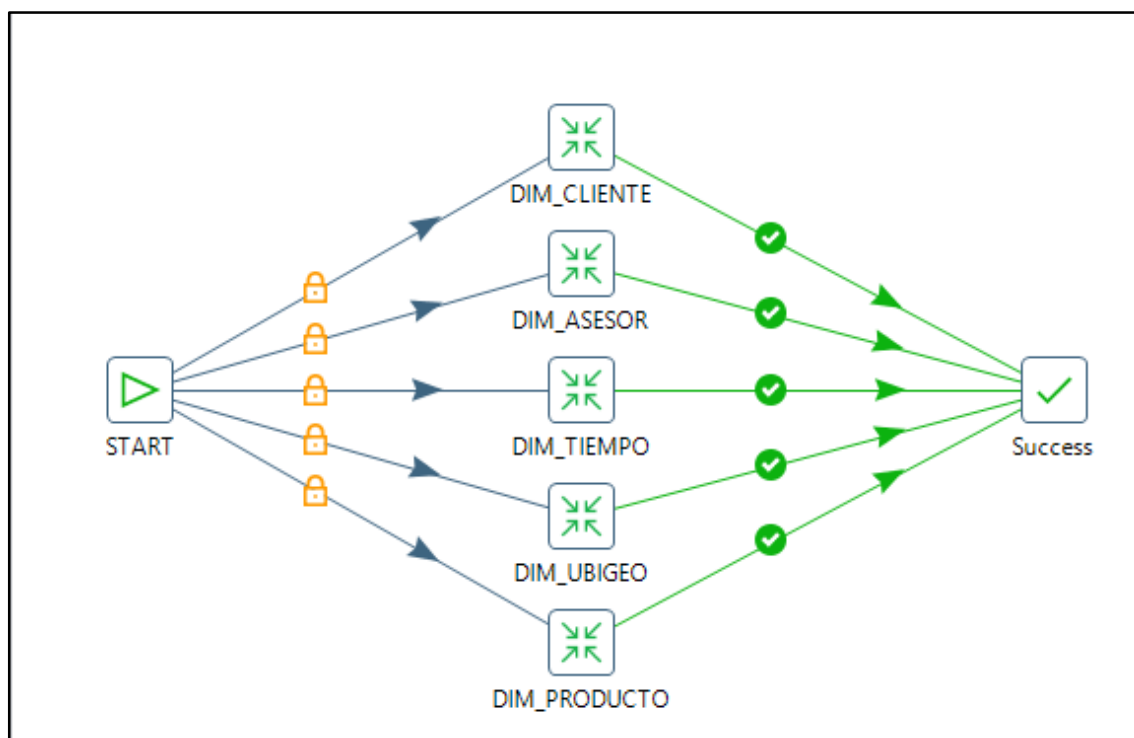 DIM_CLIENTE
DIM_ASESOR
START
DIM_TIEMPO
Success
DIM_UBIGEO
DIM_PRODUCTO